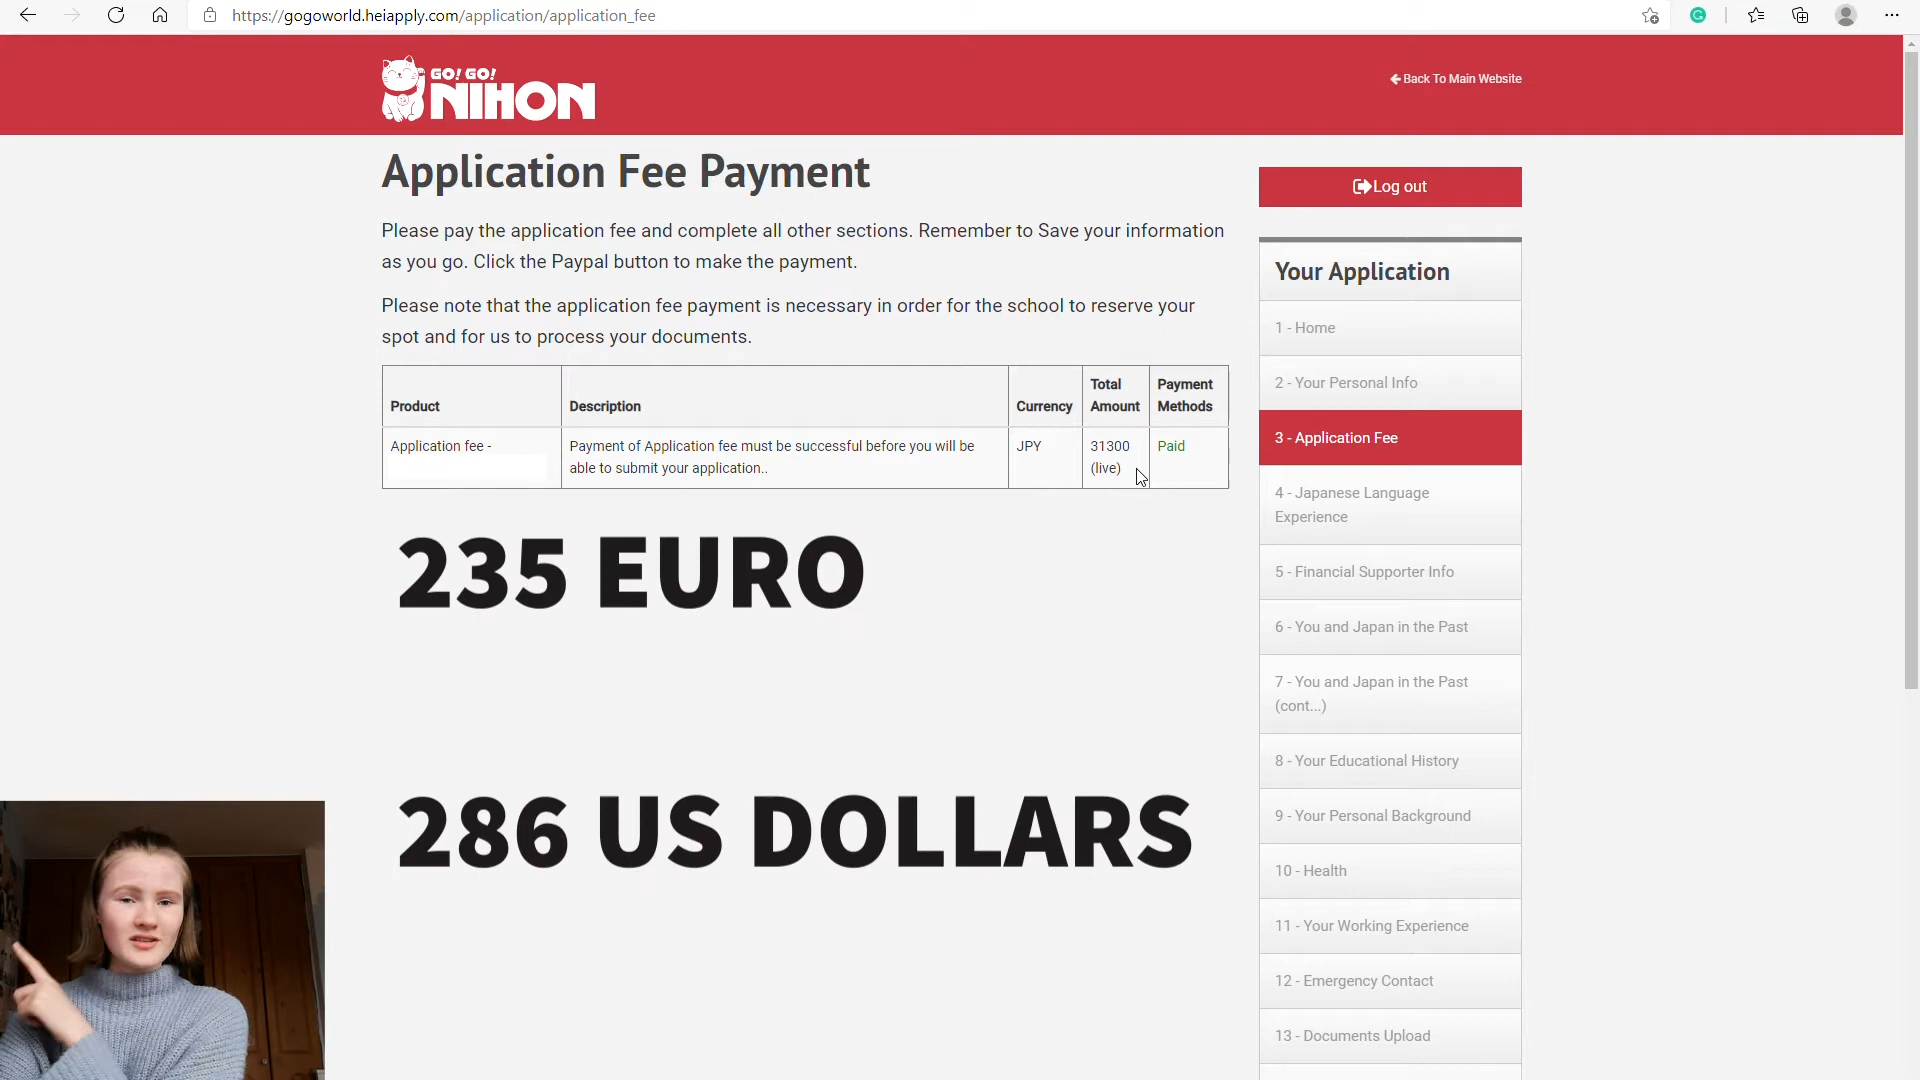 https://gogoworld.heiapply.com/application/application_fee
GO! GO!
NIHON
Back To Main Website
Application Fee Payment
Please pay the application fee and complete all other sections. Remember to Save your information
as you go. Click the Paypal button to make the payment.
Please note that the application fee payment is necessary in order for the school to reserve your
spot and for us to process your documents.
Product
Description
Currency
Total
Amount
Payment
Methods
Application fee -
Payment of Application fee must be successful before you will be
able to submit your application..
JPY
31300
(live)
Paid
235 EURO
286 US DOLLARS
Log out
Your Application
1 - Home
2 - Your Personal Info
3 - Application Fee
4 - Japanese Language
Experience
5 - Financial Supporter Info
6 - You and Japan in the Past
7 - You and Japan in the Past
(cont...)
8 - Your Educational History
9 - Your Personal Background
10 - Health
11 - Your Working Experience
12 - Emergency Contact
13 - Documents Upload